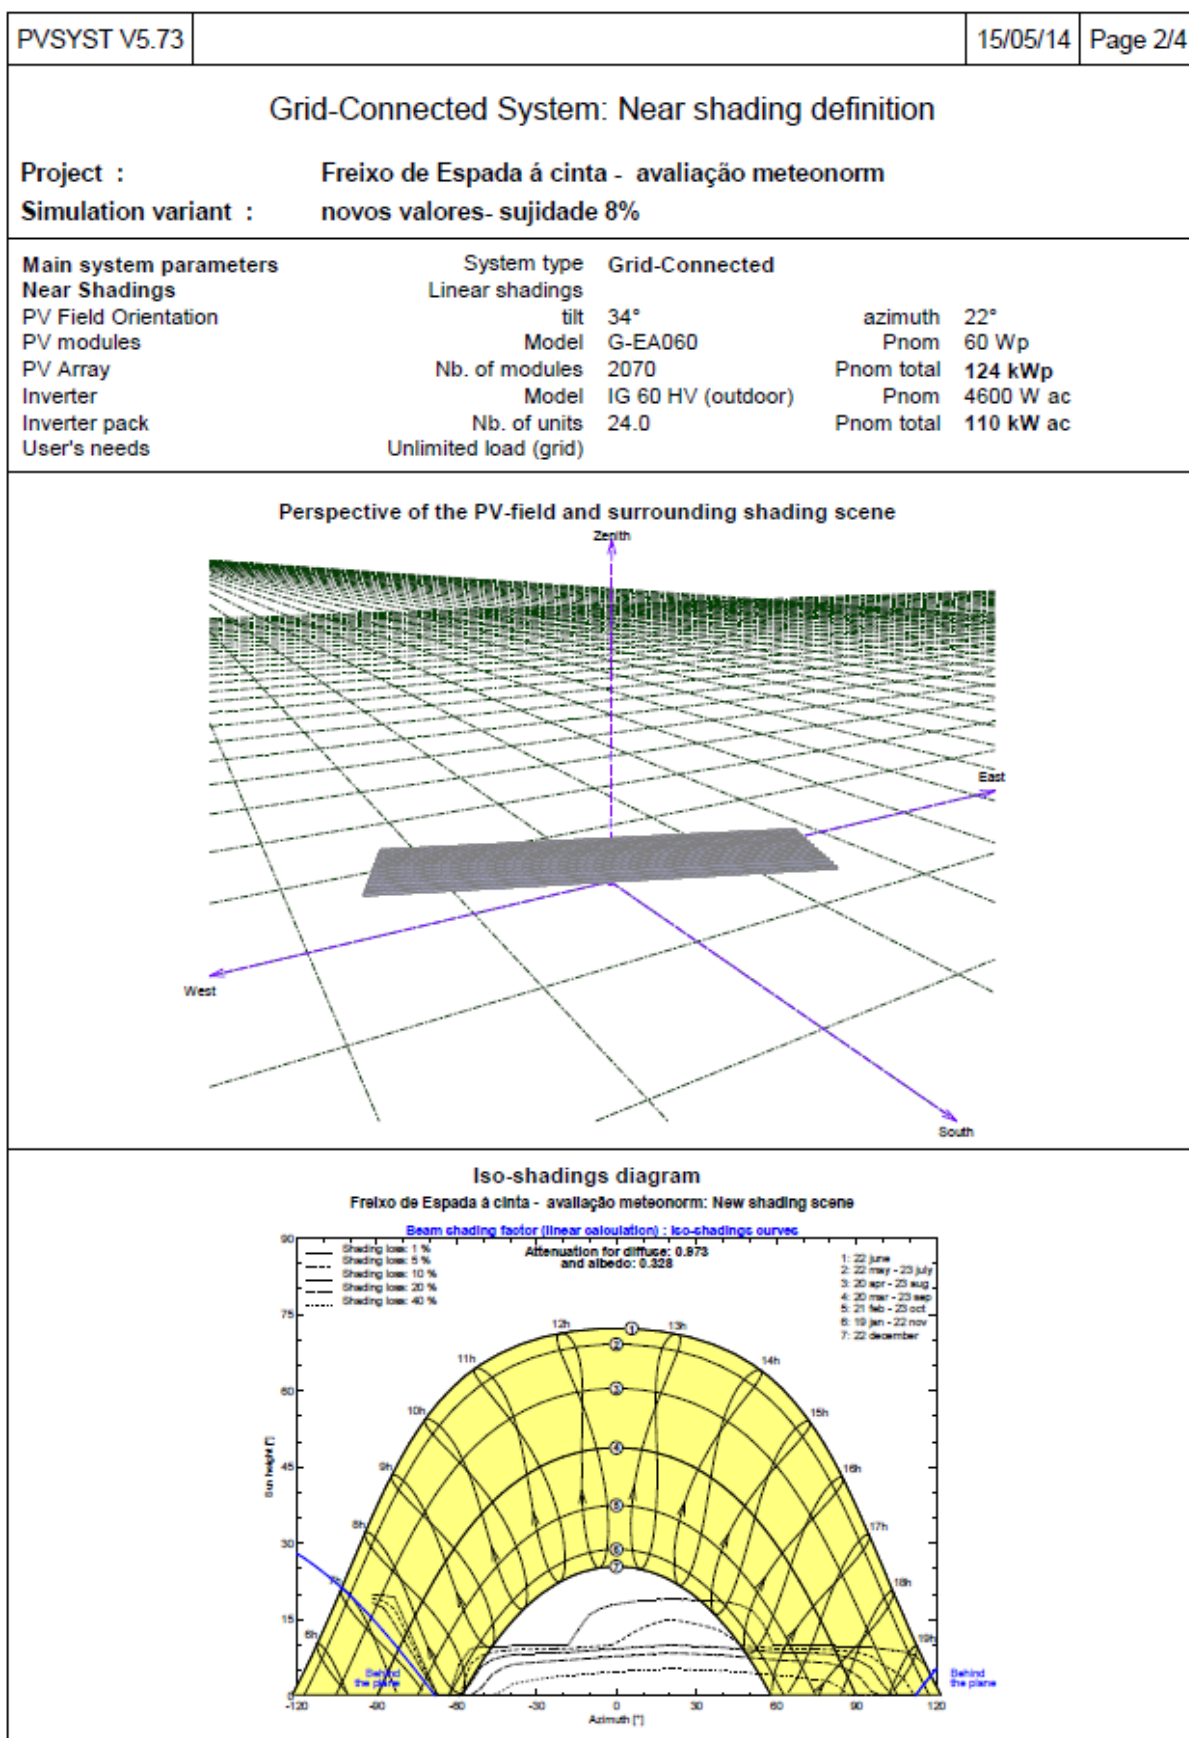 PVSYST V5.73 15/05/14 Page 2/4
Grid-Connected System: Near shading definition
Project : Freixo de Espada á cinta - avaliação meteonorm
Simulation variant : novos valores- sujidade 8%
Main system parameters System type Grid-Connected
Near Shadings Linear shadings
PV Field Orientation tilt 34° azimuth 22°
PV modules Model G-EA060 Pnom 60 Wp
PV Array Nb. of modules 2070 Pnom total 124 kWp
Inverter Model IG 60 HV (outdoor) Pnom 4600 W ac
Inverter pack Nb. of units 24.0 Pnom total 110 kW ac
User's needs Unlimited load (grid)
Perspective of the PV-field and surrounding shading scene
Zenith
East
West
South
Iso-shadings diagram
Freixo de Espada á cinta - avaliação meteonorm: New shading scene
Beam shading factor (linear calculation) : Iso-shadings curves
Shading loss: 1 %
Shading loss: 5 %
Shading loss: 10 %
Shading loss: 20 %
Shading loss: 40 %
Attenuation for diffuse: 0.973
and albedo: 0.328
1: 22 june
2: 22 may - 23 july
3: 20 apr - 23 aug
4: 20 mar - 23 sep
5: 21 feb - 23 oct
6: 19 jan - 22 nov
7: 22 december
90
75
60
45
30
15
0
Sun height [°]
6h
7h
8h
9h
10h
11h
12h
13h
14h
15h
16h
17h
18h
19h
1
2
3
4
5
6
7
Behind
the plane
Behind
the plane
-120 -90 -60 -30 0 30 60 90 120
Azimuth [°]